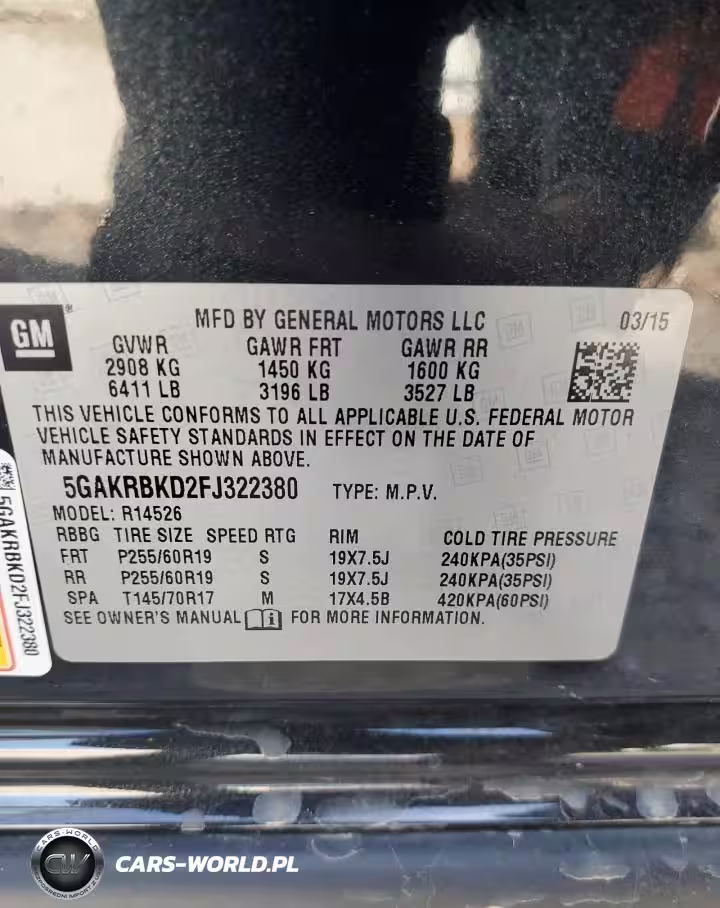 GM ®
MFD BY GENERAL MOTORS LLC 03/15
GVWR GAWR FRT GAWR RR
2908 KG 1450 KG 1600 KG
6411 LB 3196 LB 3527 LB
THIS VEHICLE CONFORMS TO ALL APPLICABLE U.S. FEDERAL MOTOR
VEHICLE SAFETY STANDARDS IN EFFECT ON THE DATE OF
MANUFACTURE SHOWN ABOVE.
5GAKRBKD2FJ322380 TYPE: M.P.V.
MODEL: R14526
RBBG TIRE SIZE SPEED RTG RIM COLD TIRE PRESSURE
FRT P255/60R19 S 19X7.5J 240KPA(35PSI)
RR P255/60R19 S 19X7.5J 240KPA(35PSI)
SPA T145/70R17 M 17X4.5B 420KPA(60PSI)
SEE OWNER'S MANUAL FOR MORE INFORMATION.
5GAKRBKD2FJ322380
CARS-WORLD
CW
CARS-WORLD.PL